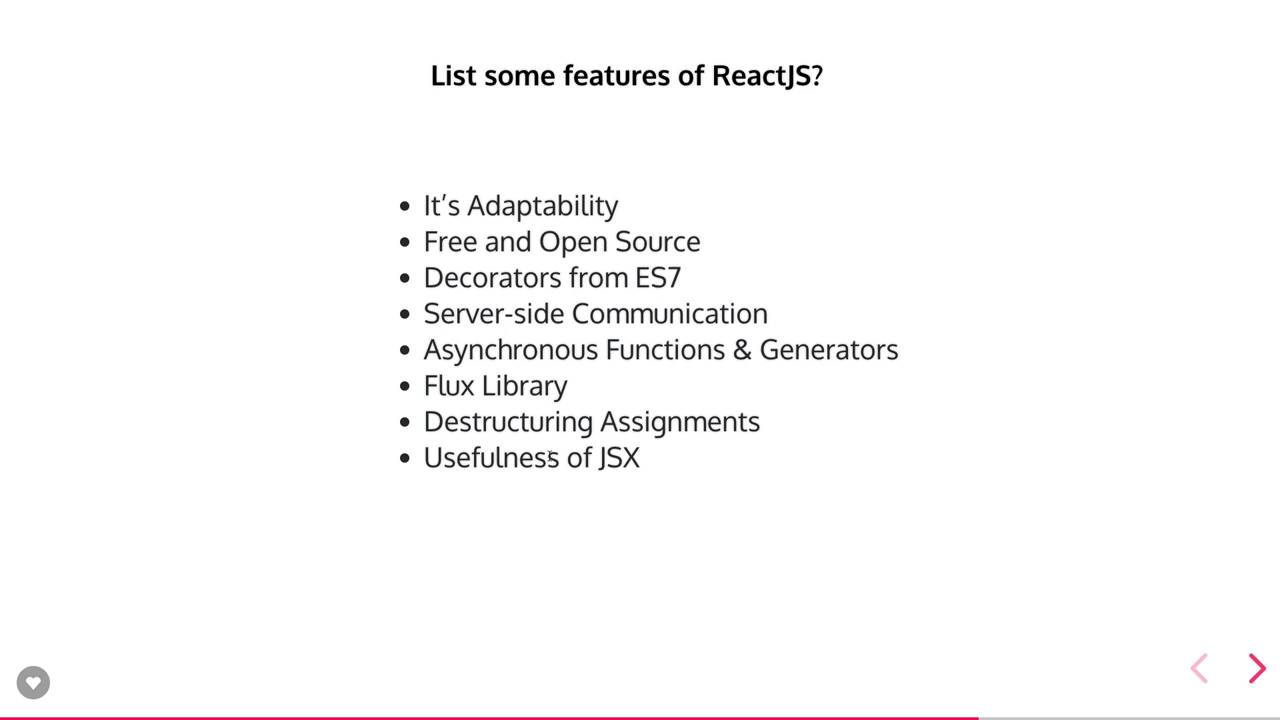 List some features of ReactJS?
• It's Adaptability
• Free and Open Source
• Decorators from ES7
• Server-side Communication
• Asynchronous Functions & Generators
• Flux Library
• Destructuring Assignments
• Usefulness of JSX